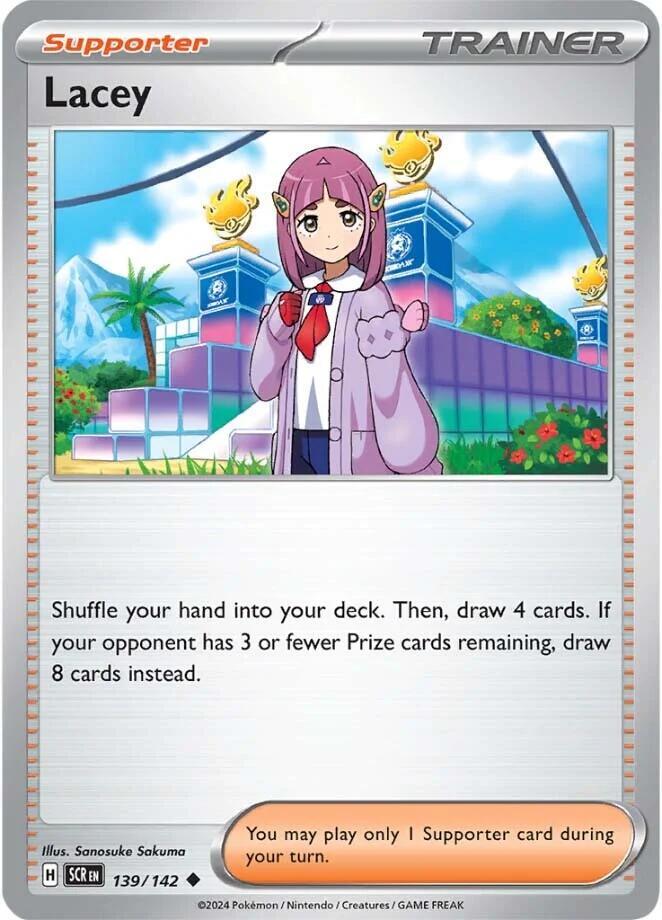 Supporter
TRAINER
Lacey
Shuffle your hand into your deck. Then, draw 4 cards. If
your opponent has 3 or fewer Prize cards remaining, draw
8 cards instead.
You may play only 1 Supporter card during
your turn.
Illus. Sanosuke Sakuma
H SCR EN 139/142 ◆
©2024 Pokémon / Nintendo / Creatures / GAME FREAK